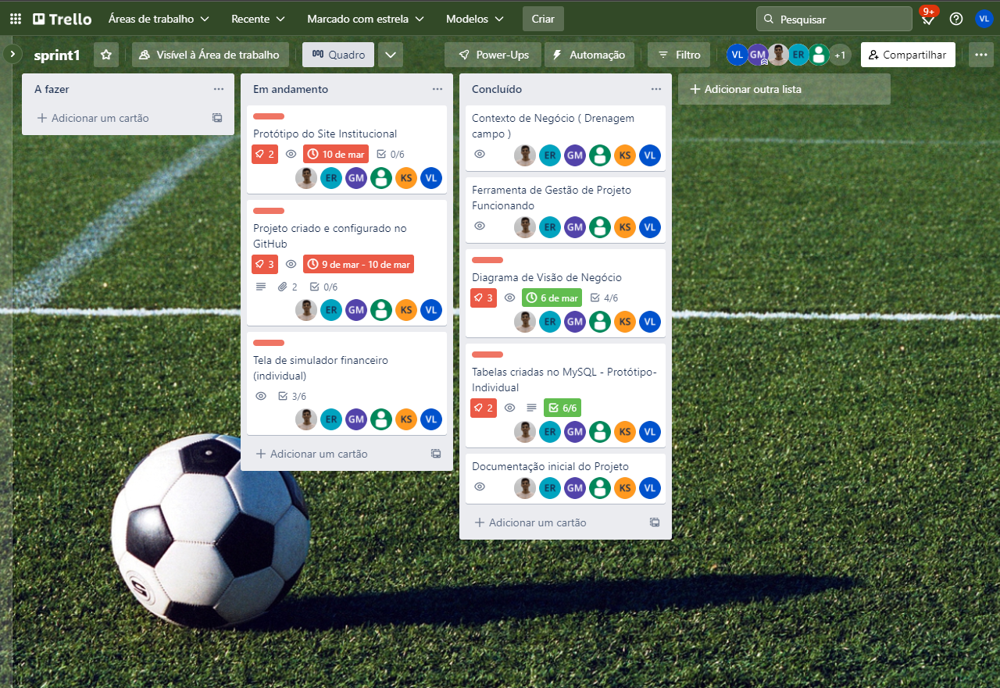 Trello
Áreas de trabalho
Recente
Marcado com estrela
Modelos
Criar
Pesquisar
9+
VL
sprint1
Visível à Área de trabalho
Quadro
Power-Ups
Automação
Filtro
VL
GM
ER
+1
Compartilhar
A fazer
Adicionar um cartão
Em andamento
Protótipo do Site Institucional
2
10 de mar
0/6
ER GM KS VL
Projeto criado e configurado no
GitHub
3
9 de mar - 10 de mar
2
0/6
ER GM KS VL
Tela de simulador financeiro
(individual)
3/6
ER GM KS VL
Adicionar um cartão
Concluído
Contexto de Negócio ( Drenagem
campo )
ER GM KS VL
Ferramenta de Gestão de Projeto
Funcionando
ER GM KS VL
Diagrama de Visão de Negócio
3
6 de mar
4/6
ER GM KS VL
Tabelas criadas no MySQL - Protótipo-
Individual
2
6/6
ER GM KS VL
Documentação inicial do Projeto
ER GM KS VL
Adicionar um cartão
Adicionar outra lista